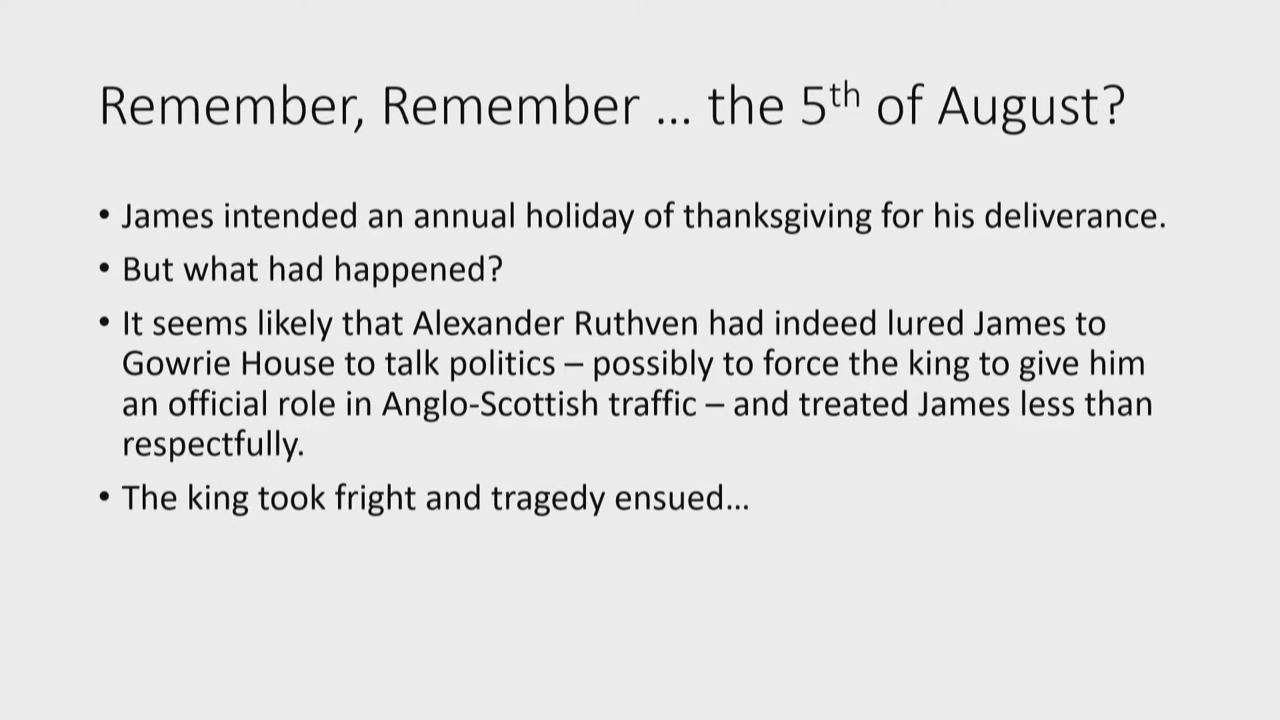 Remember, Remember … the 5th of August?
• James intended an annual holiday of thanksgiving for his deliverance.
• But what had happened?
• It seems likely that Alexander Ruthven had indeed lured James to
Gowrie House to talk politics – possibly to force the king to give him
an official role in Anglo-Scottish traffic – and treated James less than
respectfully.
• The king took fright and tragedy ensued…